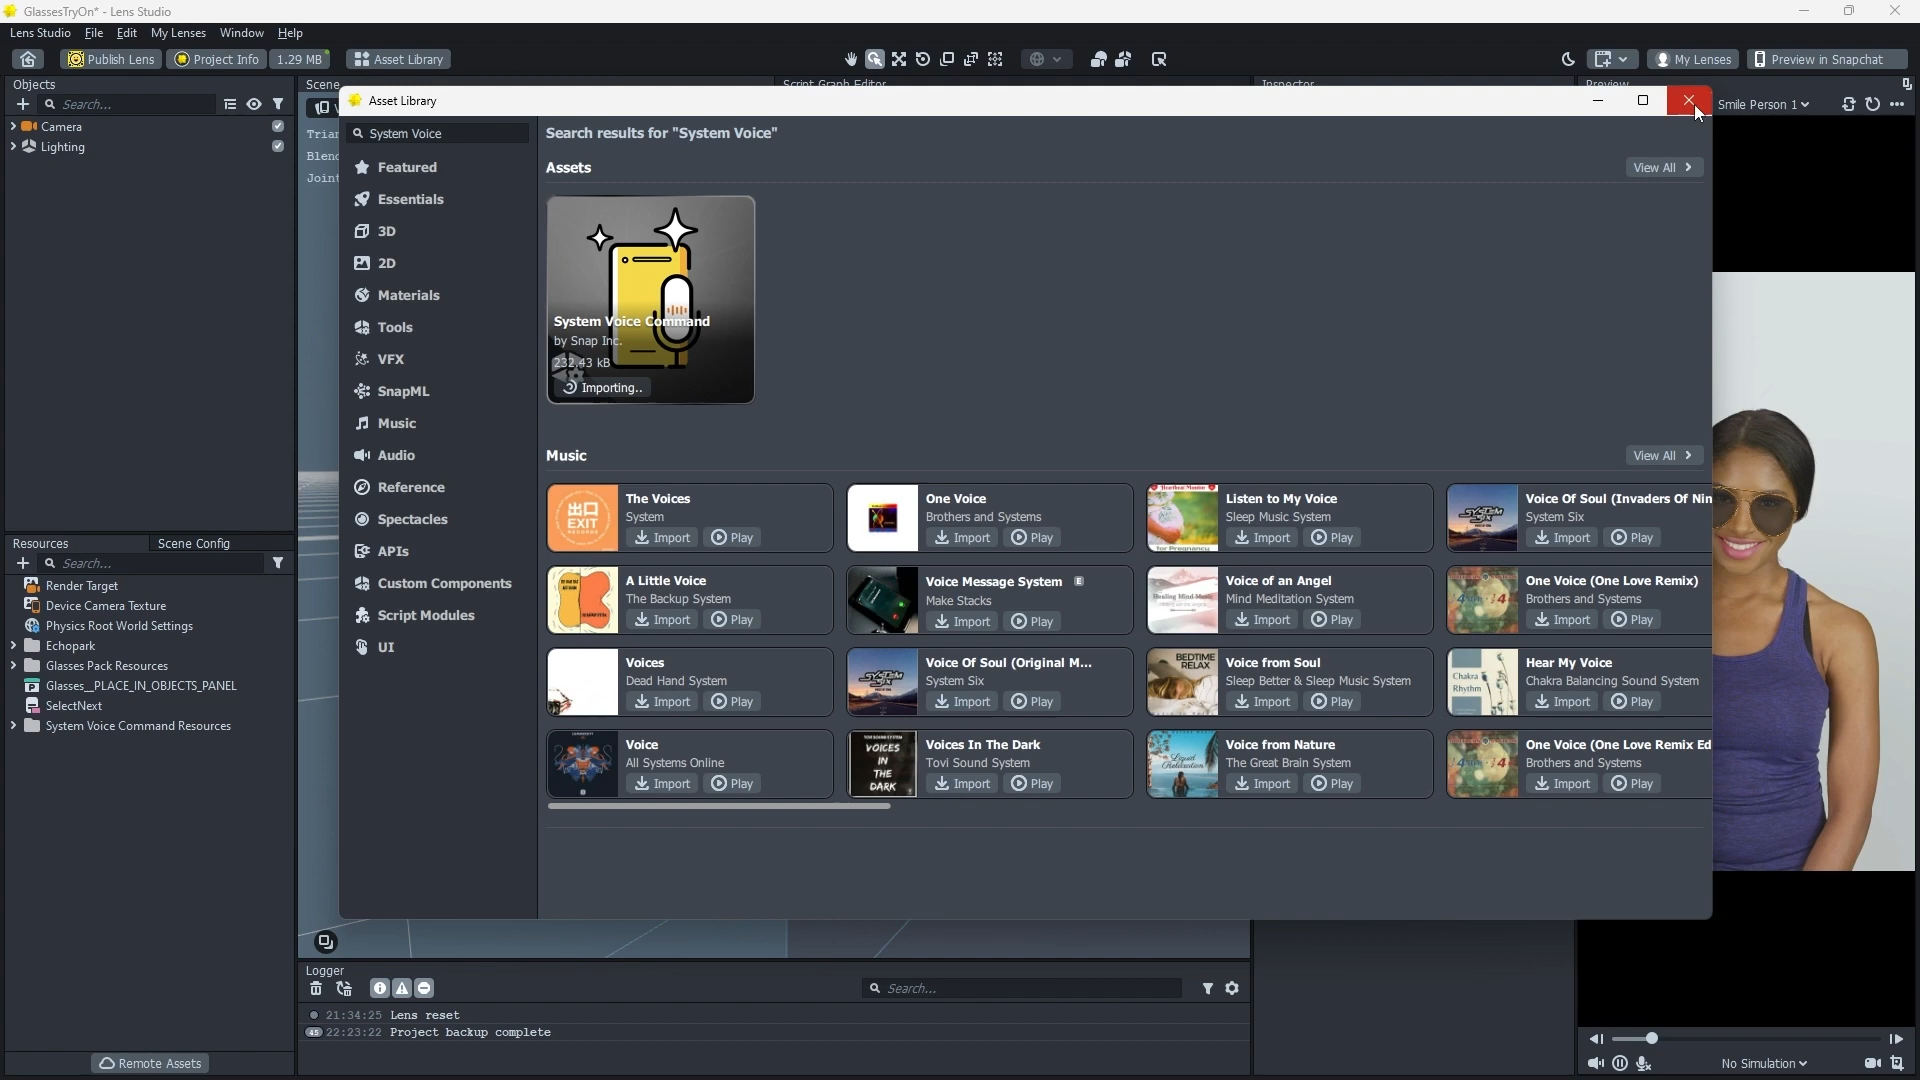 GlassesTryOn* - Lens Studio
Lens Studio File Edit My Lenses Window Help
Publish Lens Project Info 1.29 MB Asset Library My Lenses Preview in Snapchat
Objects
Search...
Camera
Lighting
Scene
Script Graph Editor
Inspector
Preview
Smile Person 1
Asset Library
System Voice
Featured
Essentials
3D
2D
Materials
Tools
VFX
SnapML
Music
Audio
Reference
Spectacles
APIs
Custom Components
Script Modules
UI
Search results for "System Voice"
Assets
View All
System Voice Command
by Snap Inc.
232.43 kB
Importing..
Music
View All
The Voices
System
Import Play
One Voice
Brothers and Systems
Import Play
Listen to My Voice
Sleep Music System
Import Play
Voice Of Soul (Invaders Of Nin
System Six
Import Play
A Little Voice
The Backup System
Import Play
Voice Message System E
Make Stacks
Import Play
Voice of an Angel
Mind Meditation System
Import Play
One Voice (One Love Remix)
Brothers and Systems
Import Play
Voices
Dead Hand System
Import Play
Voice Of Soul (Original M...
System Six
Import Play
Voice from Soul
Sleep Better & Sleep Music System
Import Play
Hear My Voice
Chakra Balancing Sound System
Import Play
Voice
All Systems Online
Import Play
Voices In The Dark
Tovi Sound System
Import Play
Voice from Nature
The Great Brain System
Import Play
One Voice (One Love Remix Ed
Brothers and Systems
Import Play
出口
EXIT
RECORDS
BEDTIME
RELAX
Chakra
Rhythm
VOICES
IN
THE
DARK
Resources
Scene Config
Search...
Render Target
Device Camera Texture
Physics Root World Settings
Echopark
Glasses Pack Resources
Glasses__PLACE_IN_OBJECTS_PANEL
SelectNext
System Voice Command Resources
Remote Assets
Logger
Search...
21:34:25 Lens reset
45 22:23:22 Project backup complete
No Simulation